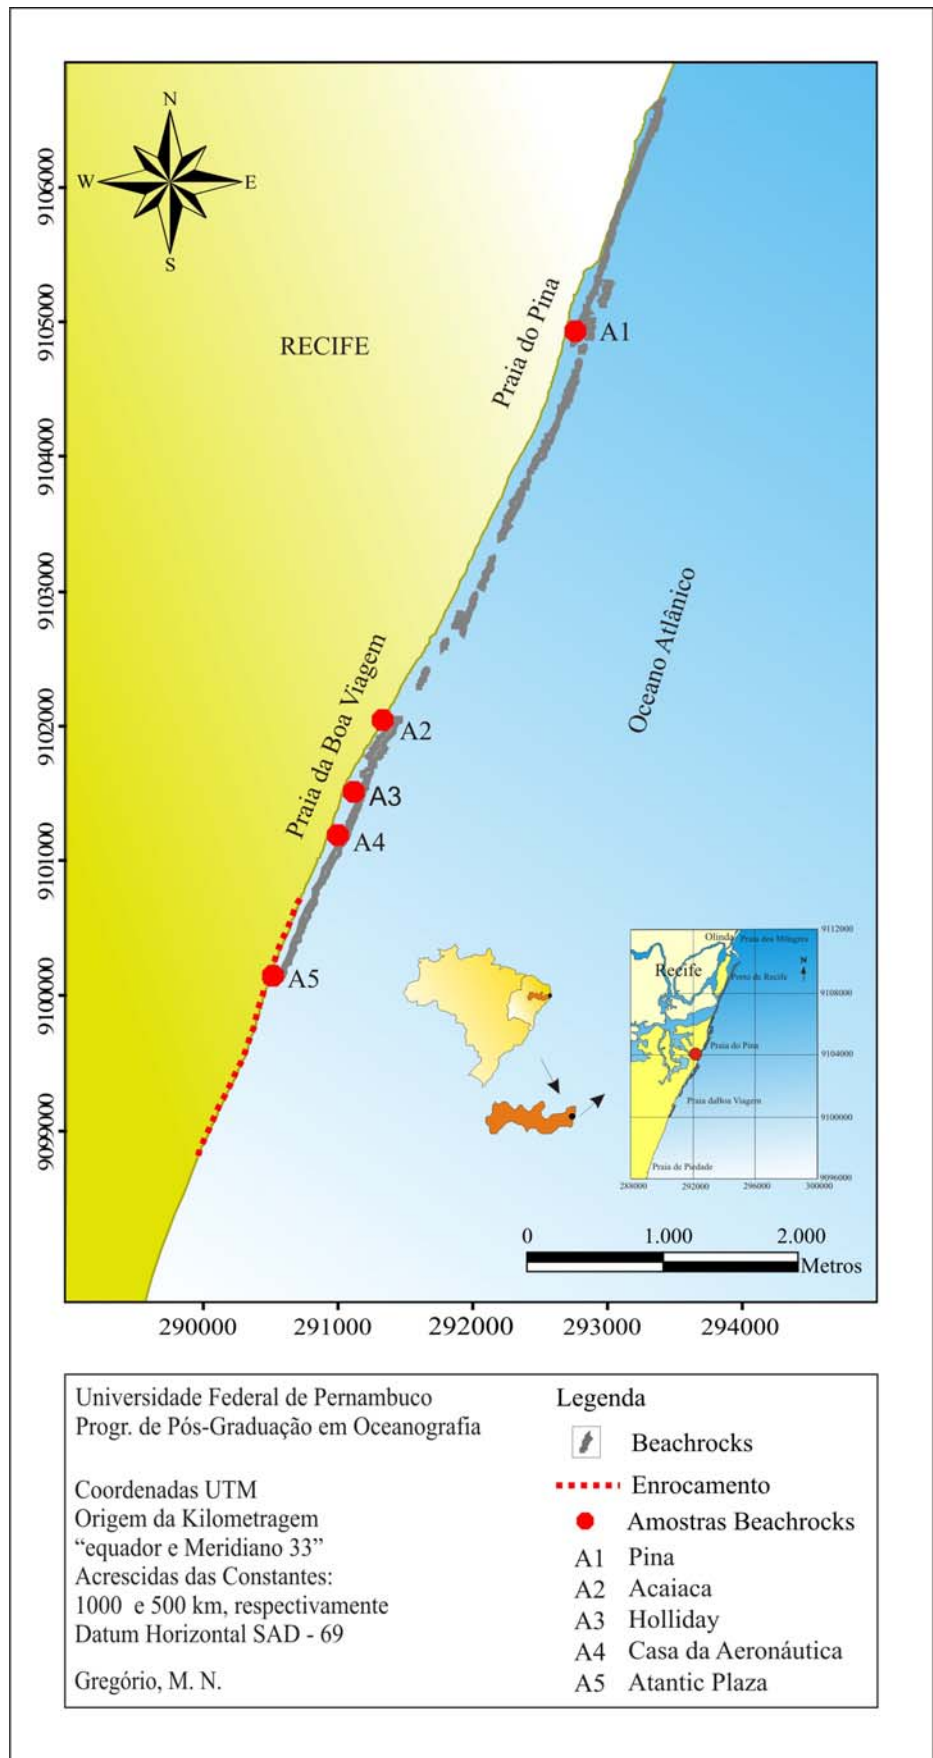 N
W
E
S
9106000
9105000
9104000
9103000
9102000
9101000
9100000
9099000
RECIFE
Praia do Pina
A1
Oceano Atlânico
Praia da Boa Viagem
A2
A3
A4
A5
Olinda
Praia dos Milagres
9112000
Recife
N
Porto de Recife
9108000
Praia do Pina
9104000
Praia daBoa Viagem
9100000
Praia de Piedade
9096000
288000
292000
296000
300000
0
1.000
2.000
Metros
290000
291000
292000
293000
294000
Universidade Federal de Pernambuco
Progr. de Pós-Graduação em Oceanografia
Coordenadas UTM
Origem da Kilometragem
“equador e Meridiano 33”
Acrescidas das Constantes:
1000 e 500 km, respectivamente
Datum Horizontal SAD - 69
Gregório, M. N.
Legenda
Beachrocks
Enrocamento
Amostras Beachrocks
A1 Pina
A2 Acaiaca
A3 Holliday
A4 Casa da Aeronáutica
A5 Atantic Plaza